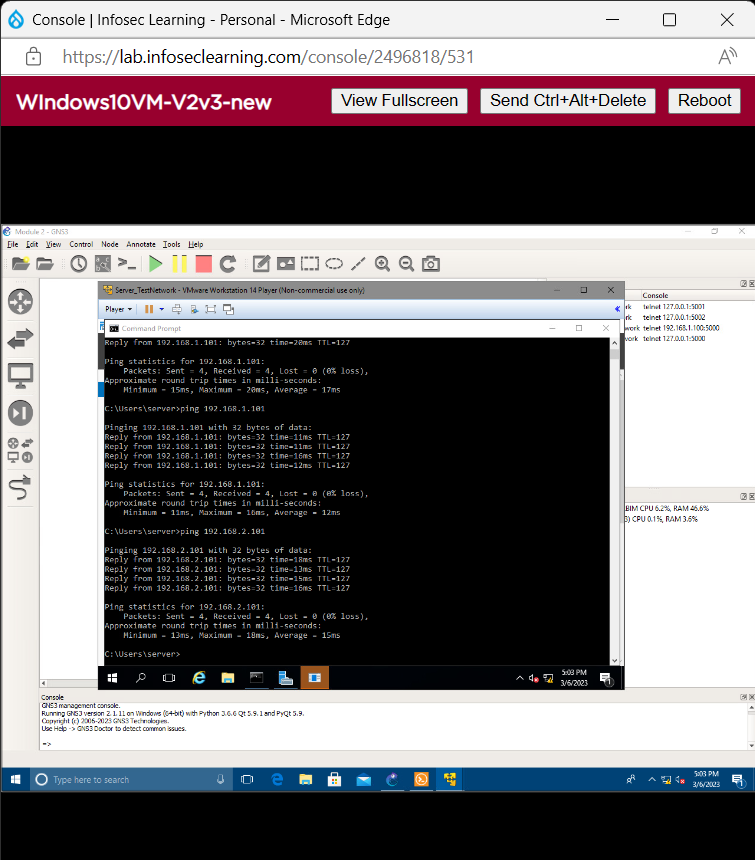 Console | Infosec Learning - Personal - Microsoft Edge
https://lab.infoseclearning.com/console/2496818/531
WIndows10VM-V2v3-new
View Fullscreen
Send Ctrl+Alt+Delete
Reboot
Module 2 - GNS3
File Edit View Control Node Annotate Tools Help
Server_TestNetwork - VMware Workstation 14 Player (Non-commercial use only)
Player
Console
rk telnet 127.0.0.1:5001
rk telnet 127.0.0.1:5002
work telnet 192.168.1.100:5000
work telnet 127.0.0.1:5000
Command Prompt
Reply from 192.168.1.101: bytes=32 time=20ms TTL=127
Ping statistics for 192.168.1.101:
Packets: Sent = 4, Received = 4, Lost = 0 (0% loss),
Approximate round trip times in milli-seconds:
Minimum = 15ms, Maximum = 20ms, Average = 17ms
C:\Users\server>ping 192.168.1.101
Pinging 192.168.1.101 with 32 bytes of data:
Reply from 192.168.1.101: bytes=32 time=11ms TTL=127
Reply from 192.168.1.101: bytes=32 time=11ms TTL=127
Reply from 192.168.1.101: bytes=32 time=16ms TTL=127
Reply from 192.168.1.101: bytes=32 time=12ms TTL=127
Ping statistics for 192.168.1.101:
Packets: Sent = 4, Received = 4, Lost = 0 (0% loss),
Approximate round trip times in milli-seconds:
Minimum = 11ms, Maximum = 16ms, Average = 12ms
C:\Users\server>ping 192.168.2.101
Pinging 192.168.2.101 with 32 bytes of data:
Reply from 192.168.2.101: bytes=32 time=18ms TTL=127
Reply from 192.168.2.101: bytes=32 time=13ms TTL=127
Reply from 192.168.2.101: bytes=32 time=15ms TTL=127
Reply from 192.168.2.101: bytes=32 time=16ms TTL=127
Ping statistics for 192.168.2.101:
Packets: Sent = 4, Received = 4, Lost = 0 (0% loss),
Approximate round trip times in milli-seconds:
Minimum = 13ms, Maximum = 18ms, Average = 15ms
C:\Users\server>
BIM CPU 6.2%, RAM 46.6%
3) CPU 0.1%, RAM 3.6%
5:03 PM
3/6/2023
Console
GNS3 management console.
Running GNS3 version 2.1.11 on Windows (64-bit) with Python 3.6.6 Qt 5.9.1 and PyQt 5.9.
Copyright (c) 2006-2023 GNS3 Technologies.
Use Help -> GNS3 Doctor to detect common issues.
=>
Type here to search
5:03 PM
3/6/2023